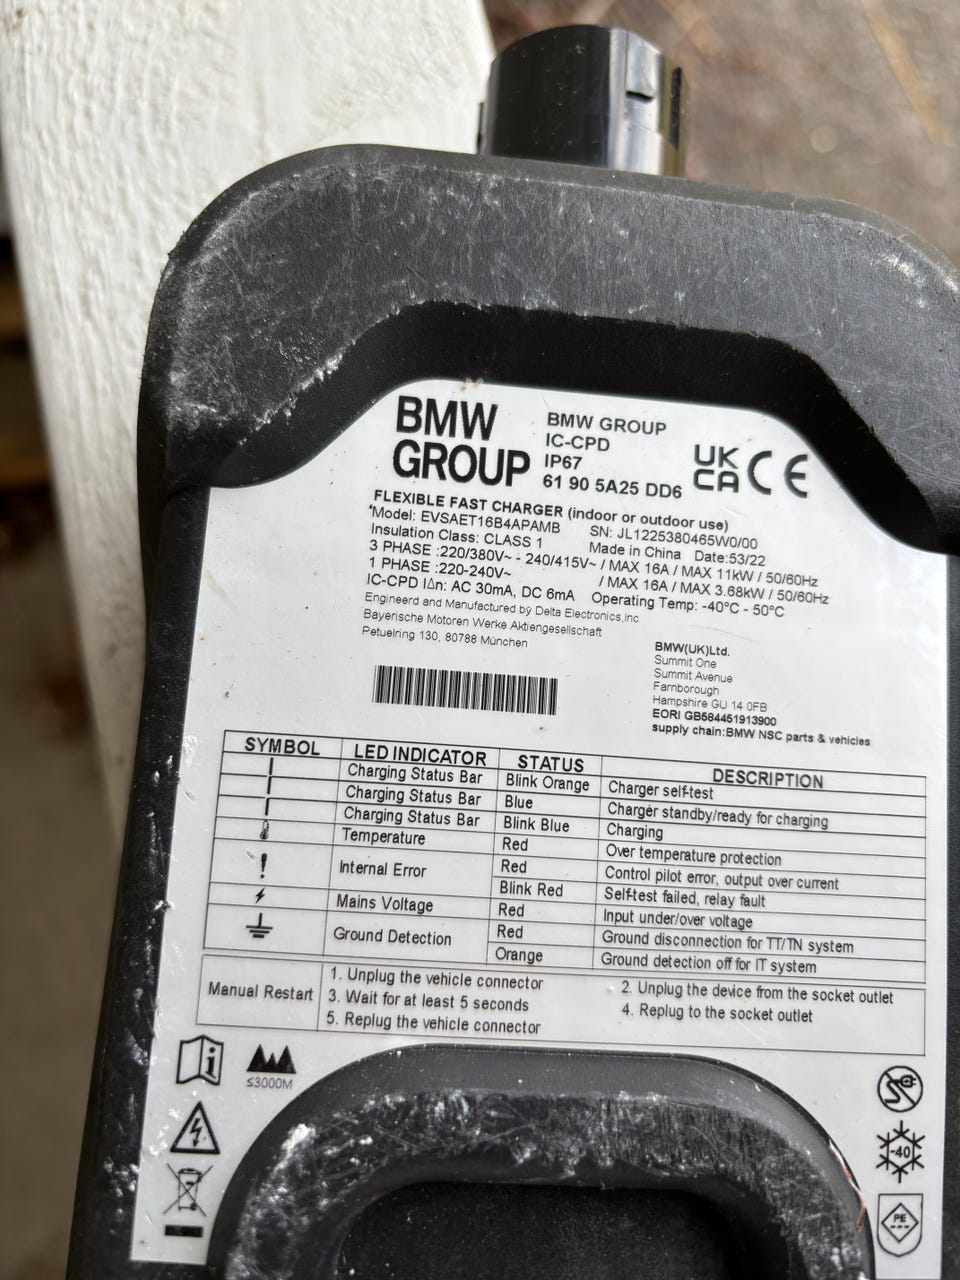 BMW
GROUP
BMW GROUP
IC-CPD
IP67
61 90 5A25 DD6
UK
CA
CE
FLEXIBLE FAST CHARGER (indoor or outdoor use)
Model: EVSAET16B4APAMB SN: JL1225380465W0/00
Insulation Class: CLASS 1 Made in China Date:53/22
3 PHASE :220/380V~ - 240/415V~ / MAX 16A / MAX 11kW / 50/60Hz
1 PHASE :220-240V~ / MAX 16A / MAX 3.68kW / 50/60Hz
IC-CPD I∆n: AC 30mA, DC 6mA Operating Temp: -40°C - 50°C
Engineerd and Manufactured by Delta Electronics,inc
Bayerische Motoren Werke Aktiengesellschaft
Petuelring 130, 80788 München
BMW(UK)Ltd.
Summit One
Summit Avenue
Farnborough
Hampshire GU 14 0FB
EORI GB584451913900
supply chain:BMW NSC parts & vehicles
SYMBOL LED INDICATOR STATUS DESCRIPTION
Charging Status Bar Blink Orange Charger self-test
Charging Status Bar Blue Charger standby/ready for charging
Charging Status Bar Blink Blue Charging
Temperature Red Over temperature protection
! Internal Error Red Control pilot error, output over current
Blink Red Self-test failed, relay fault
Mains Voltage Red Input under/over voltage
Ground Detection Red Ground disconnection for TT/TN system
Orange Ground detection off for IT system
Manual Restart
1. Unplug the vehicle connector 2. Unplug the device from the socket outlet
3. Wait for at least 5 seconds 4. Replug to the socket outlet
5. Replug the vehicle connector
≤3000M
-40
PE